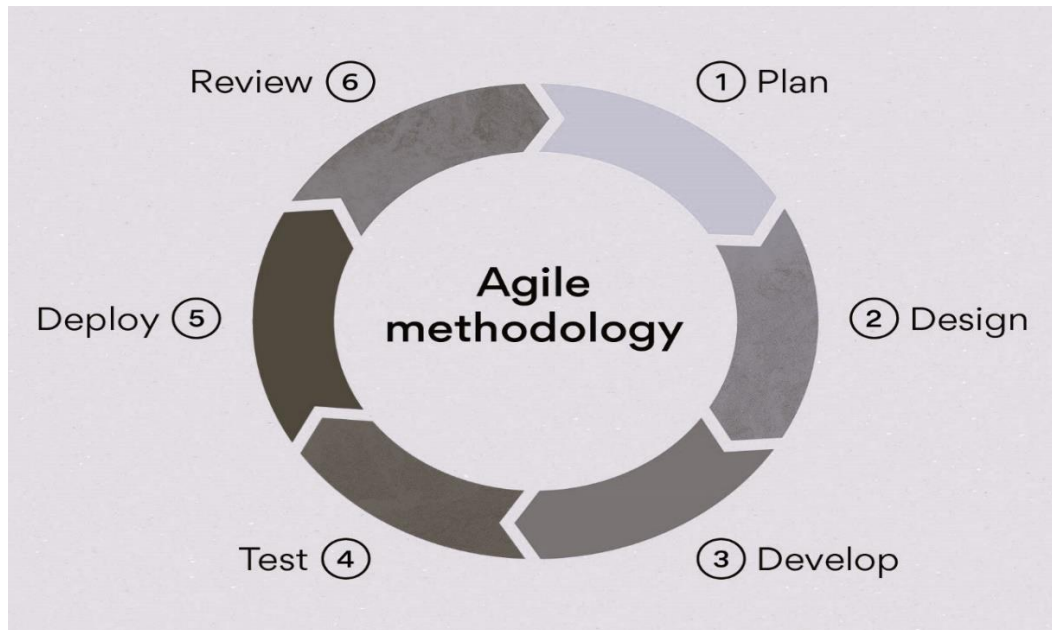 Agile
methodology
1 Plan
2 Design
3 Develop
Test 4
Deploy 5
Review 6